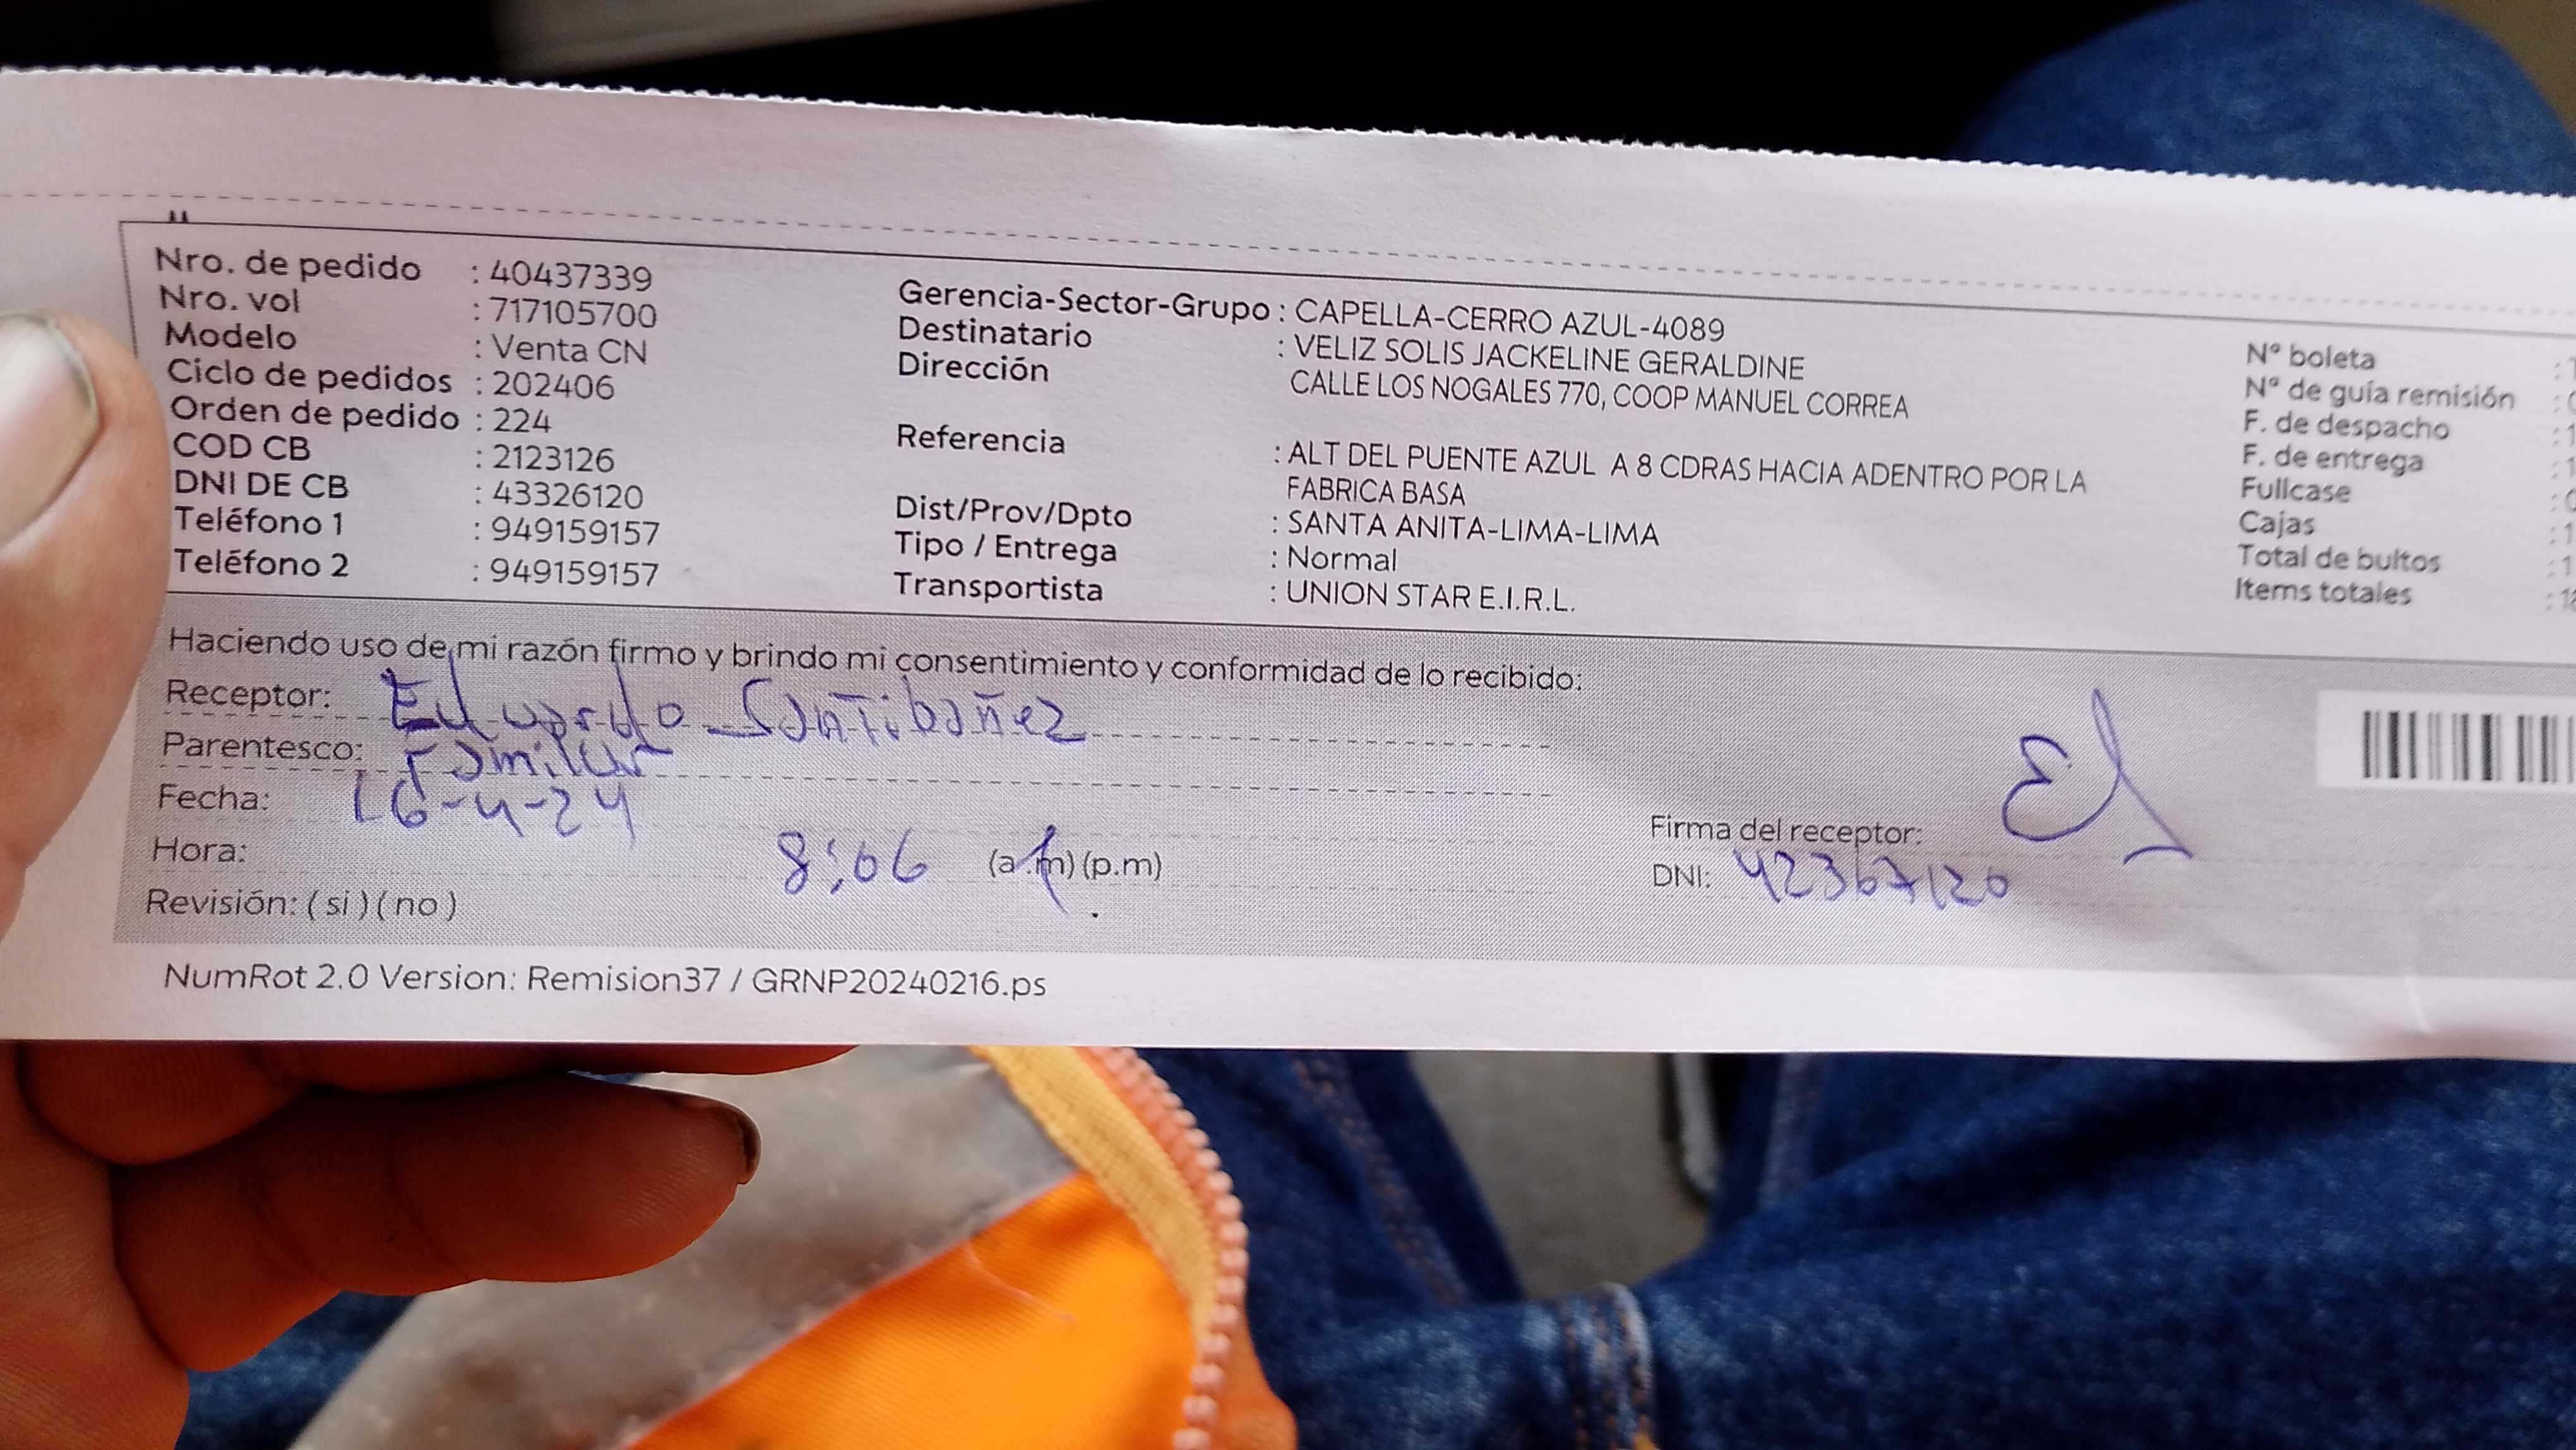 Nro. de pedido : 40437339
Nro. vol : 717105700
Modelo : Venta CN
Ciclo de pedidos : 202406
Orden de pedido : 224
COD CB : 2123126
DNI DE CB : 43326120
Teléfono 1 : 949159157
Teléfono 2 : 949159157
Gerencia-Sector-Grupo : CAPELLA-CERRO AZUL-4089
Destinatario : VELIZ SOLIS JACKELINE GERALDINE
Dirección CALLE LOS NOGALES 770, COOP MANUEL CORREA
Referencia : ALT DEL PUENTE AZUL A 8 CDRAS HACIA ADENTRO POR LA
FABRICA BASA
Dist/Prov/Dpto : SANTA ANITA-LIMA-LIMA
Tipo / Entrega : Normal
Transportista : UNION STAR E.I.R.L.
N° boleta :
N° de guía remisión :
F. de despacho :
F. de entrega :
Fullcase :
Cajas :
Total de bultos :
Items totales :
Haciendo uso de mi razón firmo y brindo mi consentimiento y conformidad de lo recibido:
Receptor: Eduardo Santibañez
Parentesco: Familiar
Fecha: 16-4-24
Hora: 8:06 (a.m) (p.m)
Revisión: ( si ) ( no )
Firma del receptor:
DNI: 42367120
NumRot 2.0 Version: Remision37 / GRNP20240216.ps